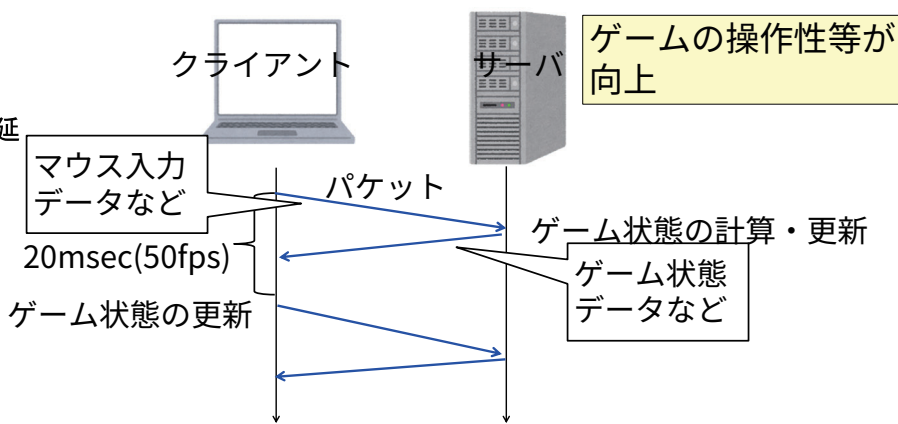 クライアント
サーバ
ゲームの操作性等が
向上
延
マウス入力
データなど
パケット
ゲーム状態の計算・更新
20msec(50fps)
ゲーム状態
データなど
ゲーム状態の更新